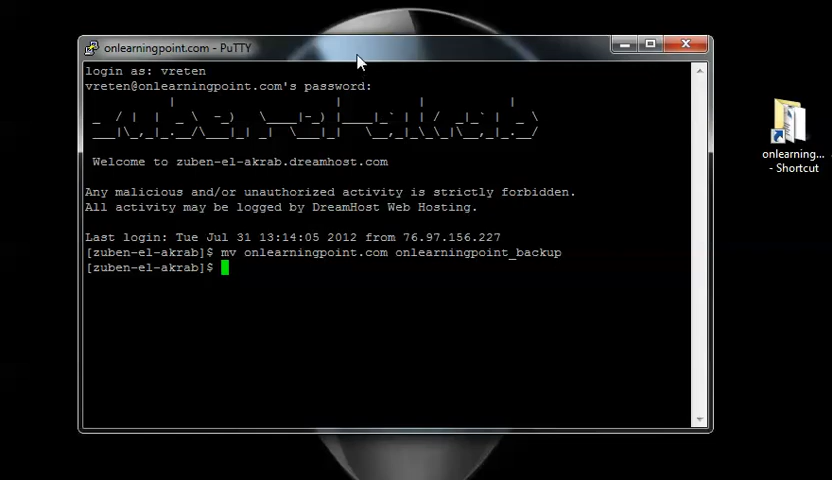 onlearningpoint.com - PuTTY
login as: vreten
vreten@onlearningpoint.com's password:
zuben-el-akrab
Welcome to zuben-el-akrab.dreamhost.com
Any malicious and/or unauthorized activity is strictly forbidden.
All activity may be logged by DreamHost Web Hosting.
Last login: Tue Jul 31 13:14:05 2012 from 76.97.156.227
[zuben-el-akrab]$ mv onlearningpoint.com onlearningpoint_backup
[zuben-el-akrab]$
onlearning...
- Shortcut